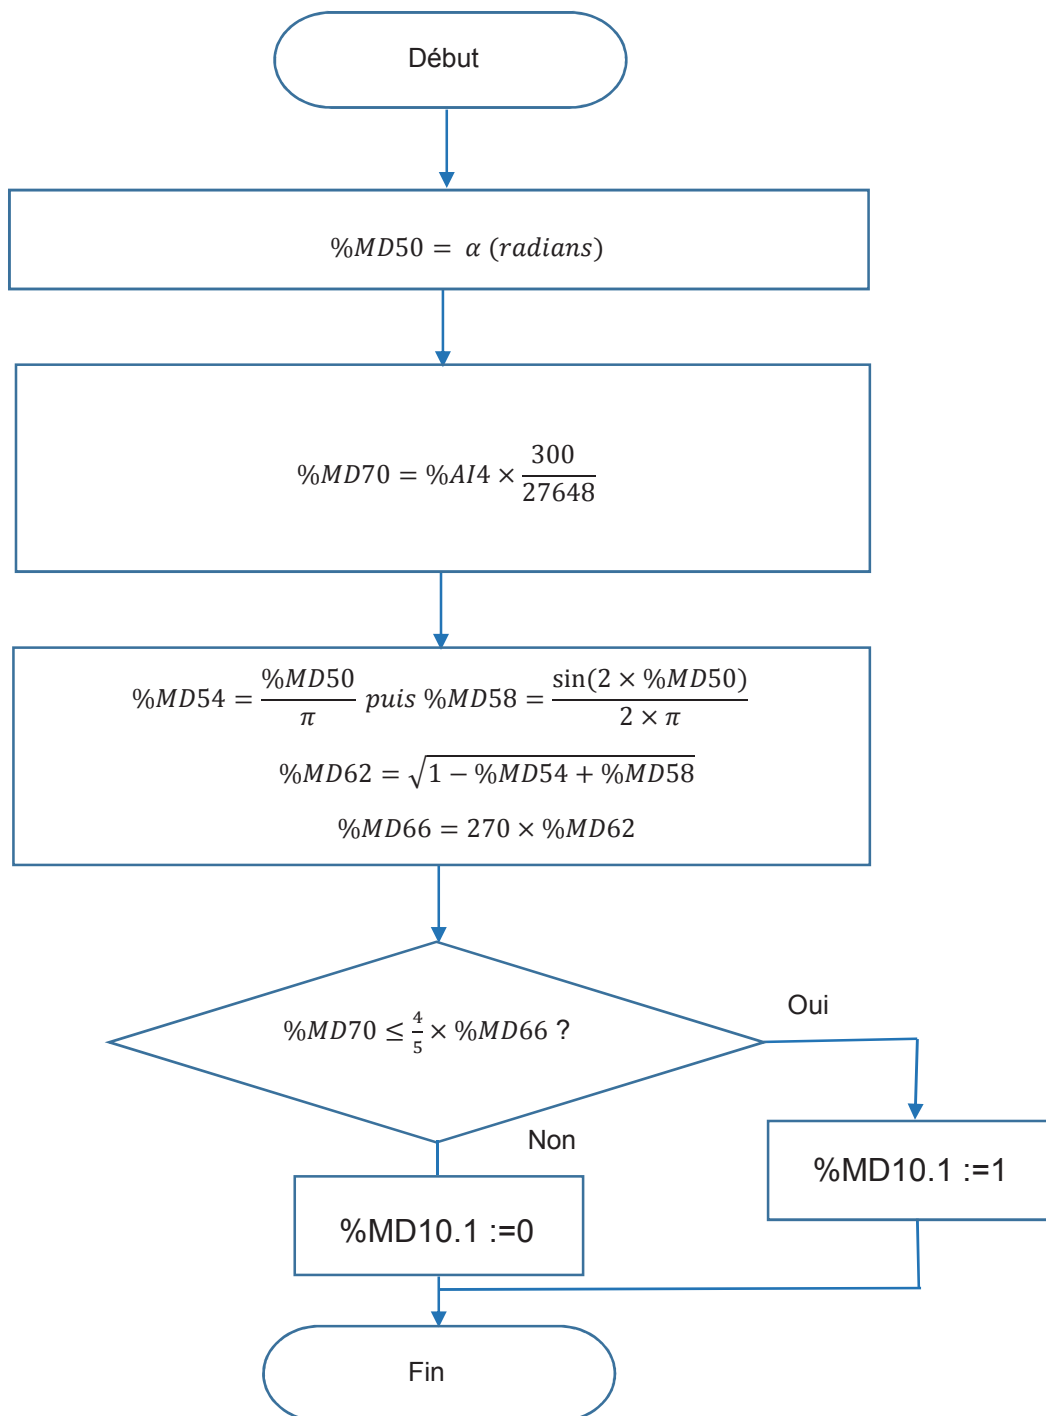 Début
%MD50 = α (radians)
%MD70 = %AI4 × 300/27648
%MD54 = %MD50/π puis %MD58 = sin(2 × %MD50)/(2 × π)
%MD62 = √(1 − %MD54 + %MD58)
%MD66 = 270 × %MD62
%MD70 ≤ 4/5 × %MD66 ?
Oui
Non
%MD10.1 :=1
%MD10.1 :=0
Fin